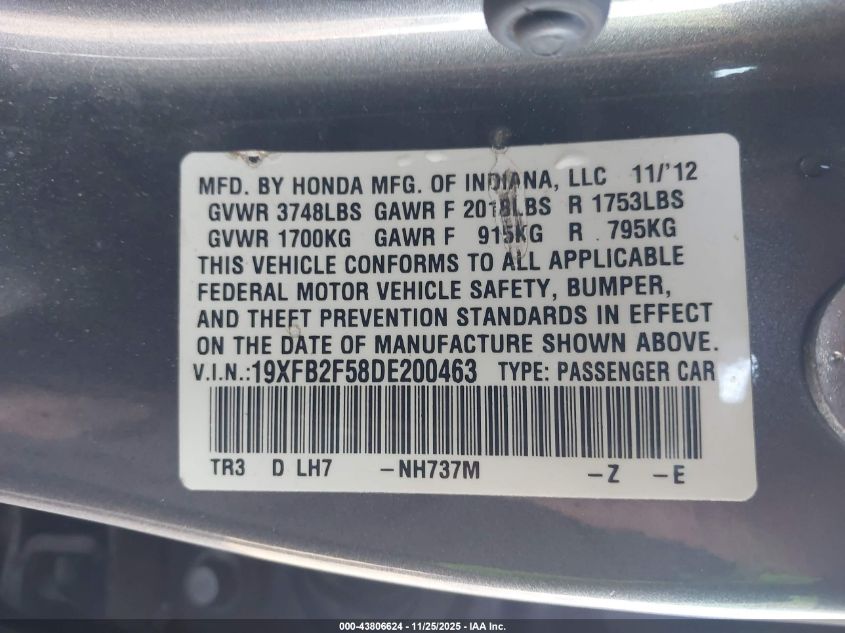 MFD. BY HONDA MFG. OF INDIANA, LLC 11/'12
GVWR 3748LBS GAWR F 2018LBS R 1753LBS
GVWR 1700KG GAWR F 915KG R 795KG
THIS VEHICLE CONFORMS TO ALL APPLICABLE
FEDERAL MOTOR VEHICLE SAFETY, BUMPER,
AND THEFT PREVENTION STANDARDS IN EFFECT
ON THE DATE OF MANUFACTURE SHOWN ABOVE.
V.I.N.:19XFB2F58DE200463 TYPE: PASSENGER CAR
TR3 D LH7 -NH737M -Z -E
000-43806624 - 11/25/2025 - IAA Inc.